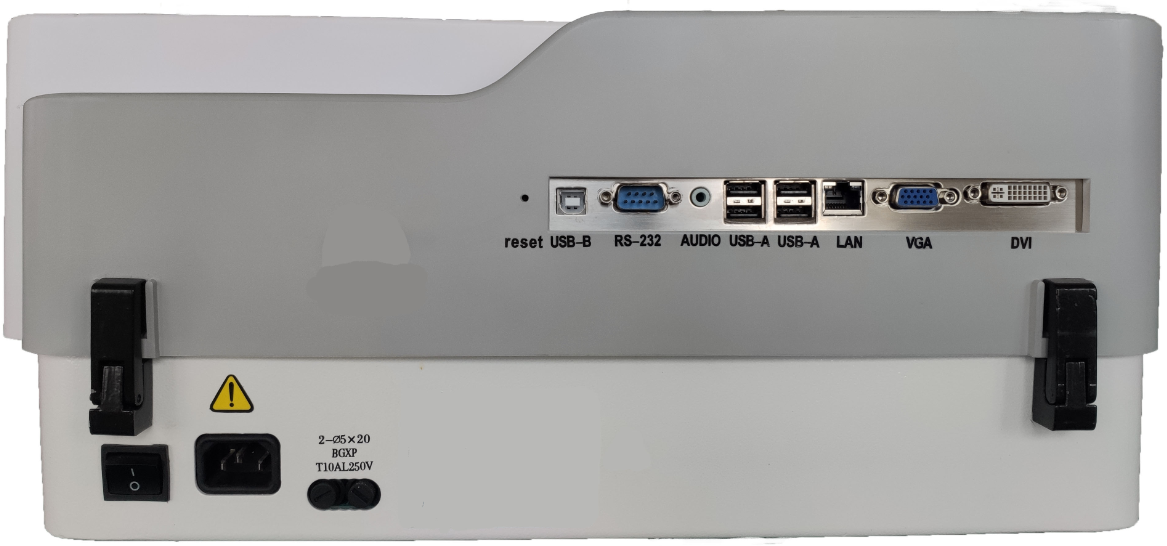 reset USB-B RS-232 AUDIO USB-A USB-A LAN VGA DVI
2-Ø5×20
BGXP
T10AL250V